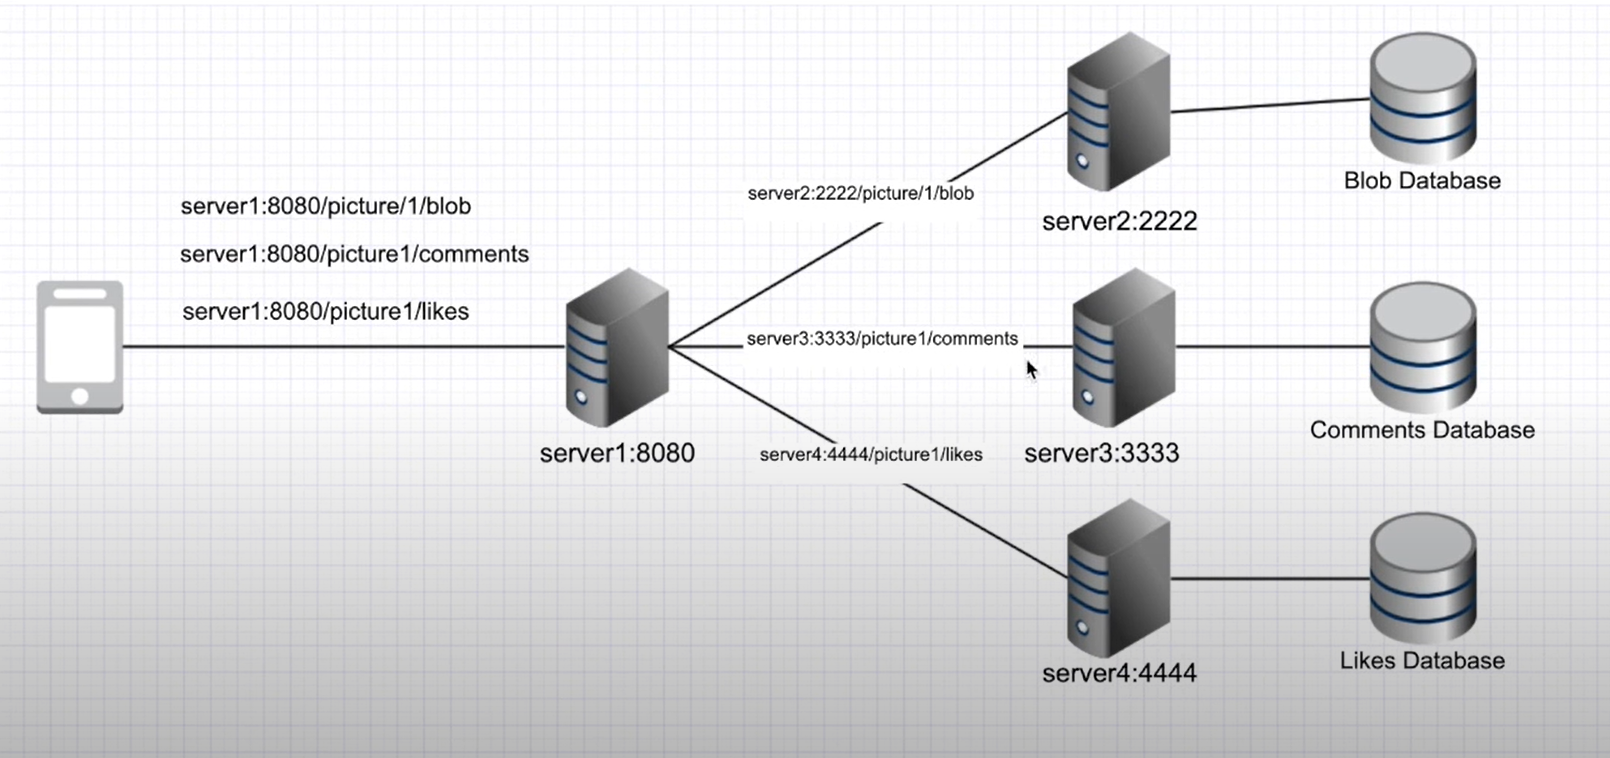 server1:8080/picture/1/blob
server1:8080/picture1/comments
server1:8080/picture1/likes
server1:8080
server2:2222/picture/1/blob
server3:3333/picture1/comments
server4:4444/picture1/likes
server2:2222
server3:3333
server4:4444
Blob Database
Comments Database
Likes Database